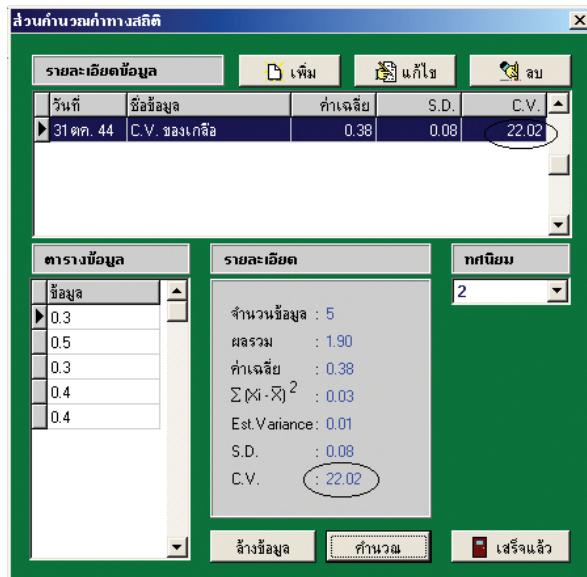 ส่วนคำนวณค่าทางสถิติ
รายละเอียดข้อมูล
เพิ่ม
แก้ไข
ลบ
วันที่ ชื่อข้อมูล ค่าเฉลี่ย S.D. C.V.
31 ตค. 44 C.V. ของเกลือ 0.38 0.08 22.02
ตารางข้อมูล
รายละเอียด
ทศนิยม
ข้อมูล
0.3
0.5
0.3
0.4
0.4
จำนวนข้อมูล : 5
ผลรวม : 1.90
ค่าเฉลี่ย : 0.38
Σ(Xi - X̄)² : 0.03
Est.Variance : 0.01
S.D. : 0.08
C.V. : 22.02
2
ล้างข้อมูล
คำนวณ
เสร็จแล้ว